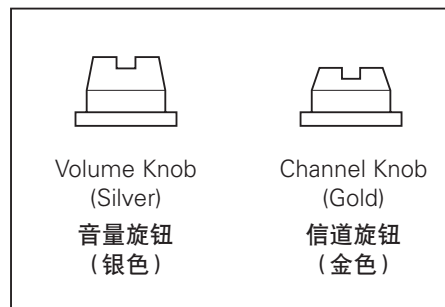 Volume Knob
(Silver)
音量旋钮
（银色）
Channel Knob
(Gold)
信道旋钮
（金色）